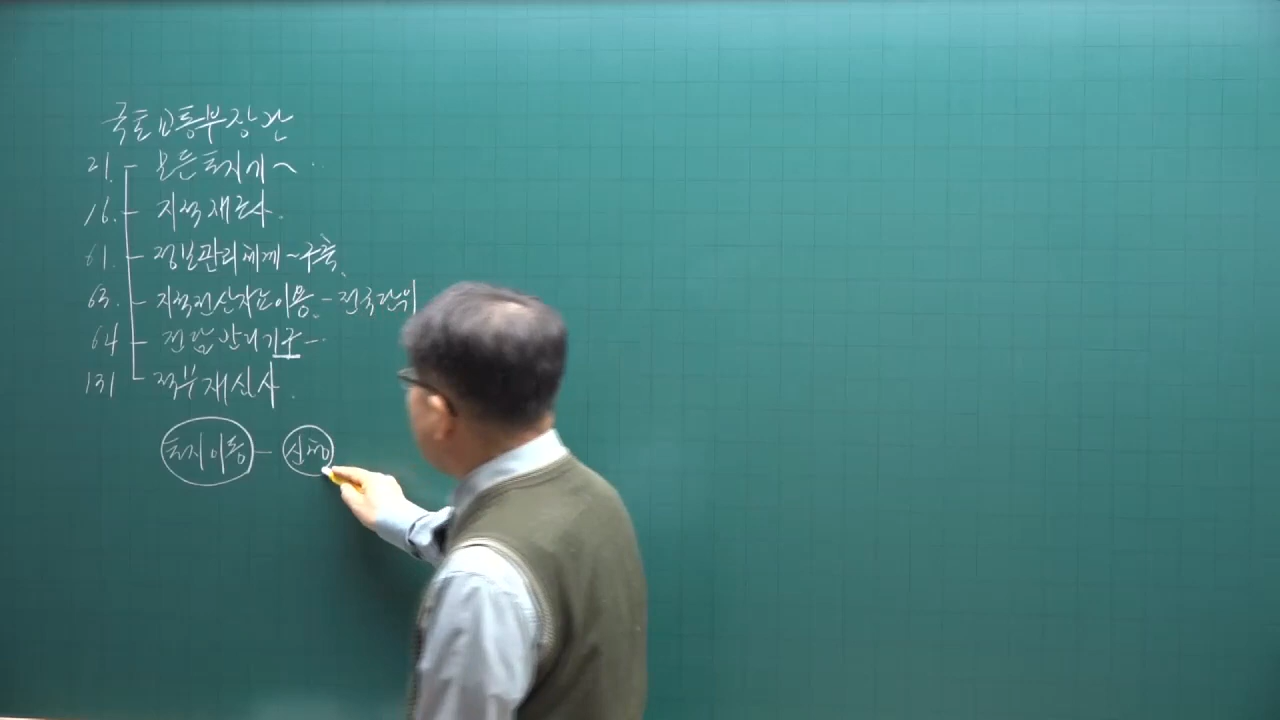 국토교통부장관
21. - 모든 토지에 ~ ..
16. - 지적재조사.
61. - 정보관리체계 ~ 구축.
63. - 지적전산자료이용. - 전국단위
64 - 전담관리기구 - ..
131 - 적부재심사.
토지이동 - 신청